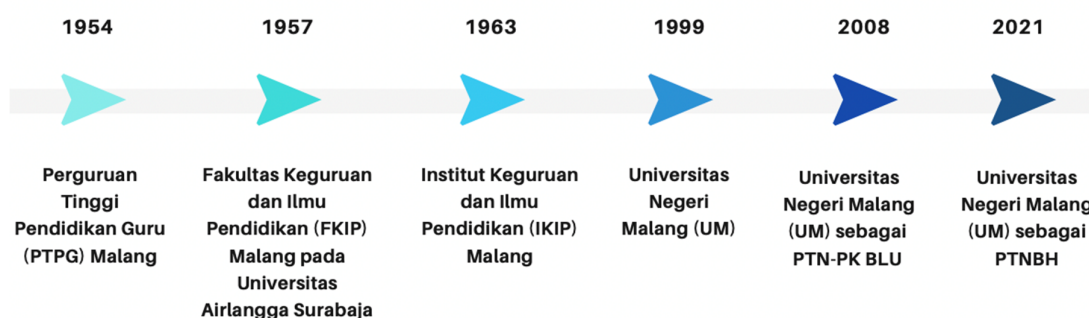 1954
Perguruan
Tinggi
Pendidikan Guru
(PTPG) Malang
1957
Fakultas Keguruan
dan Ilmu
Pendidikan (FKIP)
Malang pada
Universitas
Airlangga Surabaja
1963
Institut Keguruan
dan Ilmu
Pendidikan (IKIP)
Malang
1999
Universitas
Negeri
Malang (UM)
2008
Universitas
Negeri Malang
(UM) sebagai
PTN-PK BLU
2021
Universitas
Negeri Malang
(UM) sebagai
PTNBH